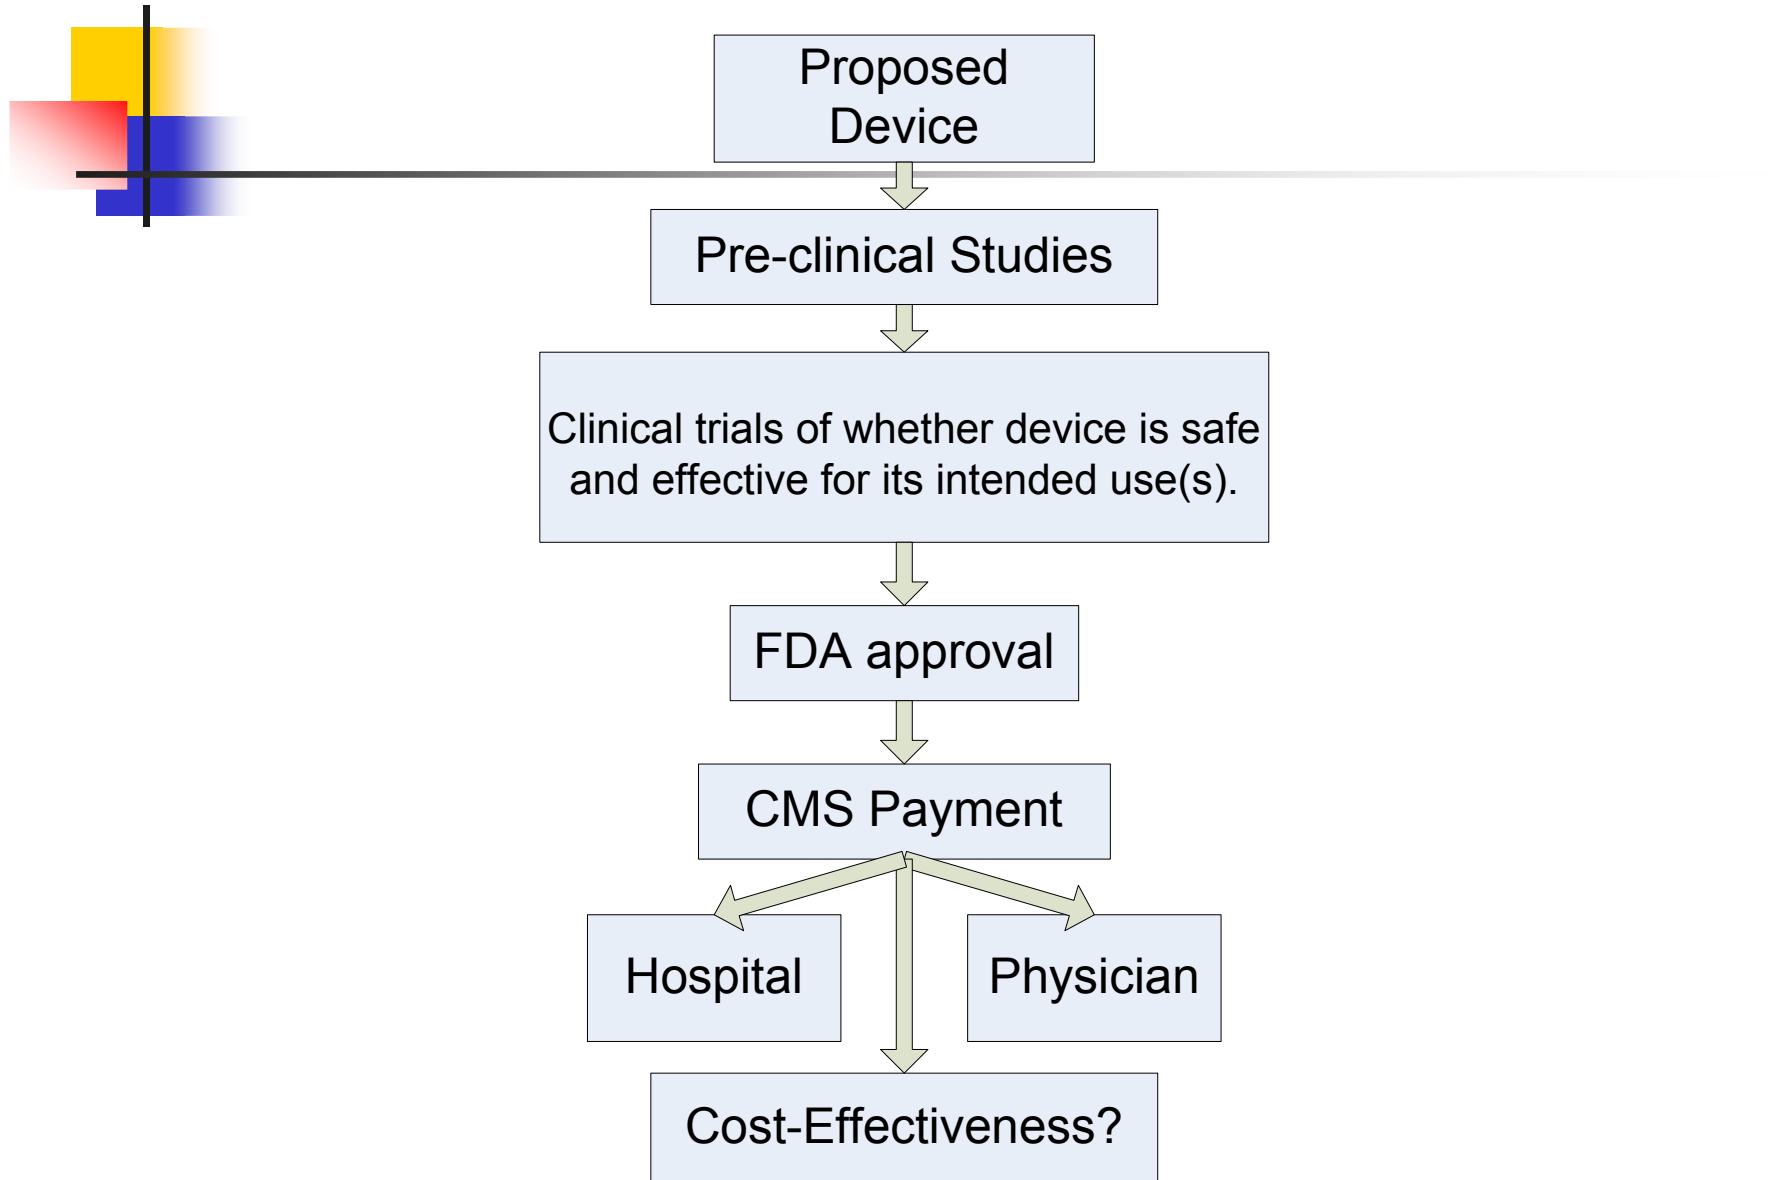 Proposed
Device
Pre-clinical Studies
Clinical trials of whether device is safe
and effective for its intended use(s).
FDA approval
CMS Payment
Hospital
Physician
Cost-Effectiveness?